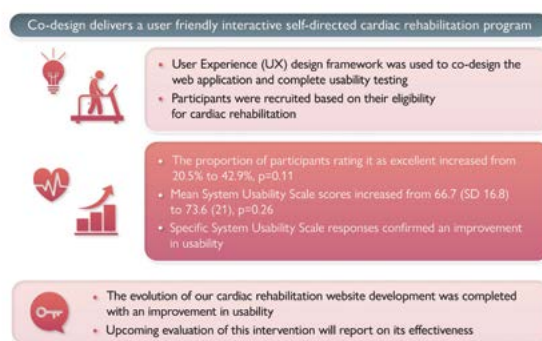 Co-design delivers a user friendly interactive self-directed cardiac rehabilitation program
• User Experience (UX) design framework was used to co-design the
web application and complete usability testing
• Participants were recruited based on their eligibility
for cardiac rehabilitation
• The proportion of participants rating it as excellent increased from
20.5% to 42.9%, p=0.11
• Mean System Usability Scale scores increased from 66.7 (SD 16.8)
to 73.6 (21), p=0.26
• Specific System Usability Scale responses confirmed an improvement
in usability
• The evolution of our cardiac rehabilitation website development was completed
with an improvement in usability
• Upcoming evaluation of this intervention will report on its effectiveness